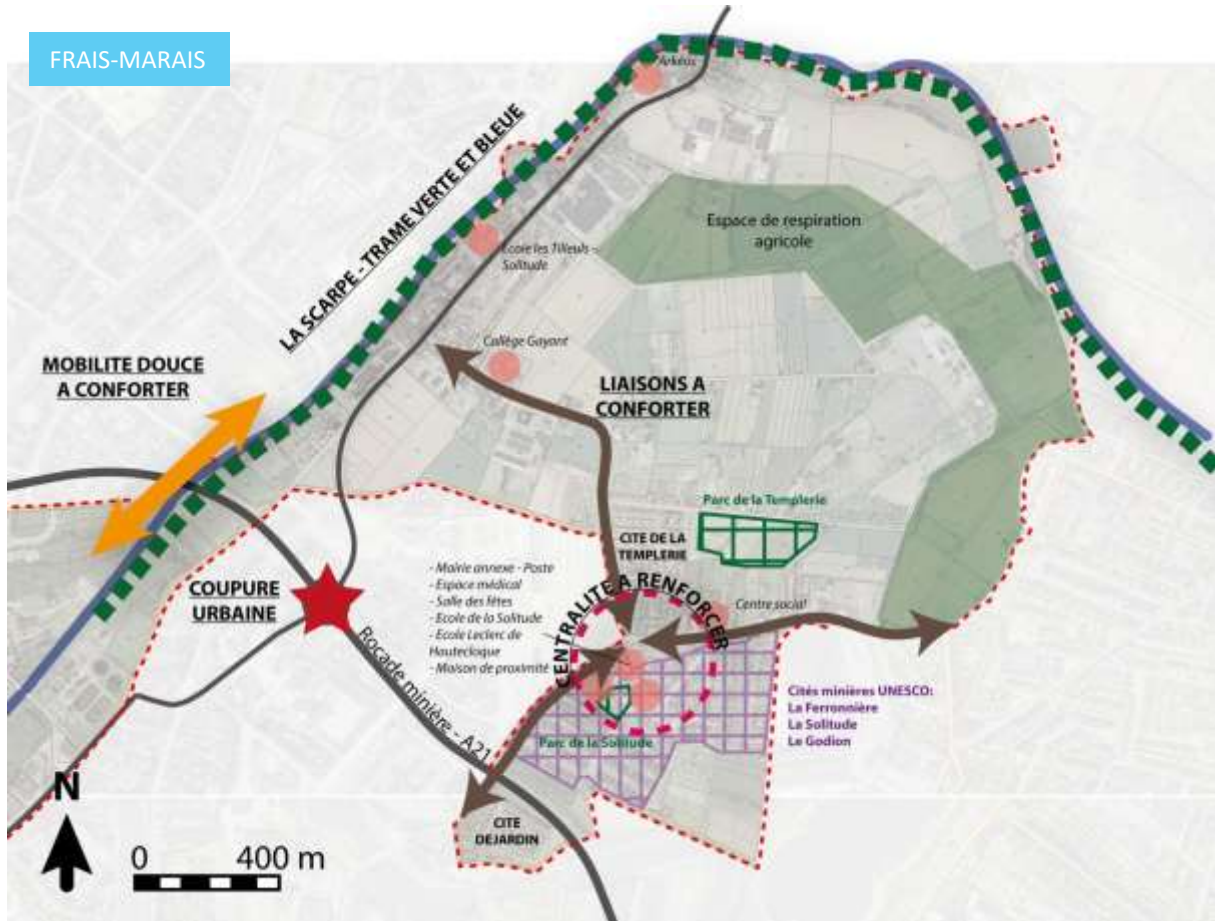 FRAIS-MARAIS
Arkéos
LA SCARPE - TRAME VERTE ET BLEUE
Espace de respiration
agricole
Ecole les Tilleuls -
Solitude
Collège Gayant
MOBILITE DOUCE
A CONFORTER
LIAISONS A
CONFORTER
Parc de la Templerie
CITE DE LA
TEMPLERIE
COUPURE
URBAINE
- Mairie annexe - Poste
- Espace médical
- Salle des fêtes
- Ecole de la Solitude
- Ecole Leclerc de
Hautecloque
- Maison de proximité
CENTRALITE A RENFORCER
Centre social
Rocade minière - A21
Cités minières UNESCO:
La Ferronnière
La Solitude
Le Godion
Parc de la Solitude
CITE
DEJARDIN
N
0 400 m